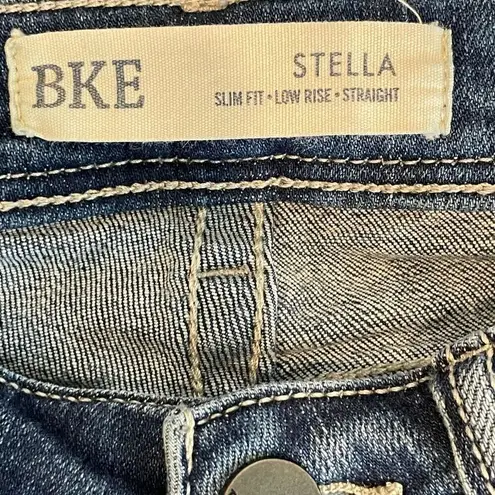 BKE
STELLA
SLIM FIT • LOW RISE • STRAIGHT